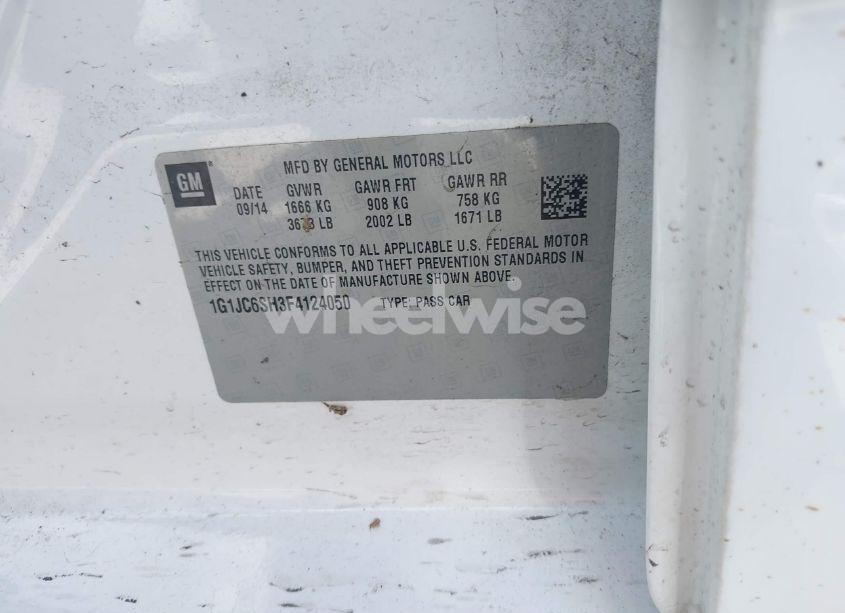 GM
MFD BY GENERAL MOTORS LLC
DATE GVWR GAWR FRT GAWR RR
09/14 1666 KG 908 KG 758 KG
3673 LB 2002 LB 1671 LB
THIS VEHICLE CONFORMS TO ALL APPLICABLE U.S. FEDERAL MOTOR
VEHICLE SAFETY, BUMPER, AND THEFT PREVENTION STANDARDS IN
EFFECT ON THE DATE OF MANUFACTURE SHOWN ABOVE.
1G1JC6SH3F4124050 TYPE: PASS CAR
wheelwise